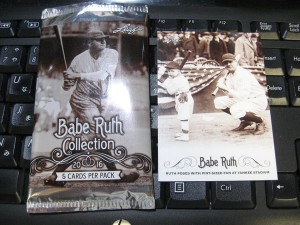 Leaf
Babe Ruth
Collection
2016
5 CARDS PER PACK
Babe Ruth
RUTH POSES WITH PINT-SIZED FAN AT YANKEE STADIUM